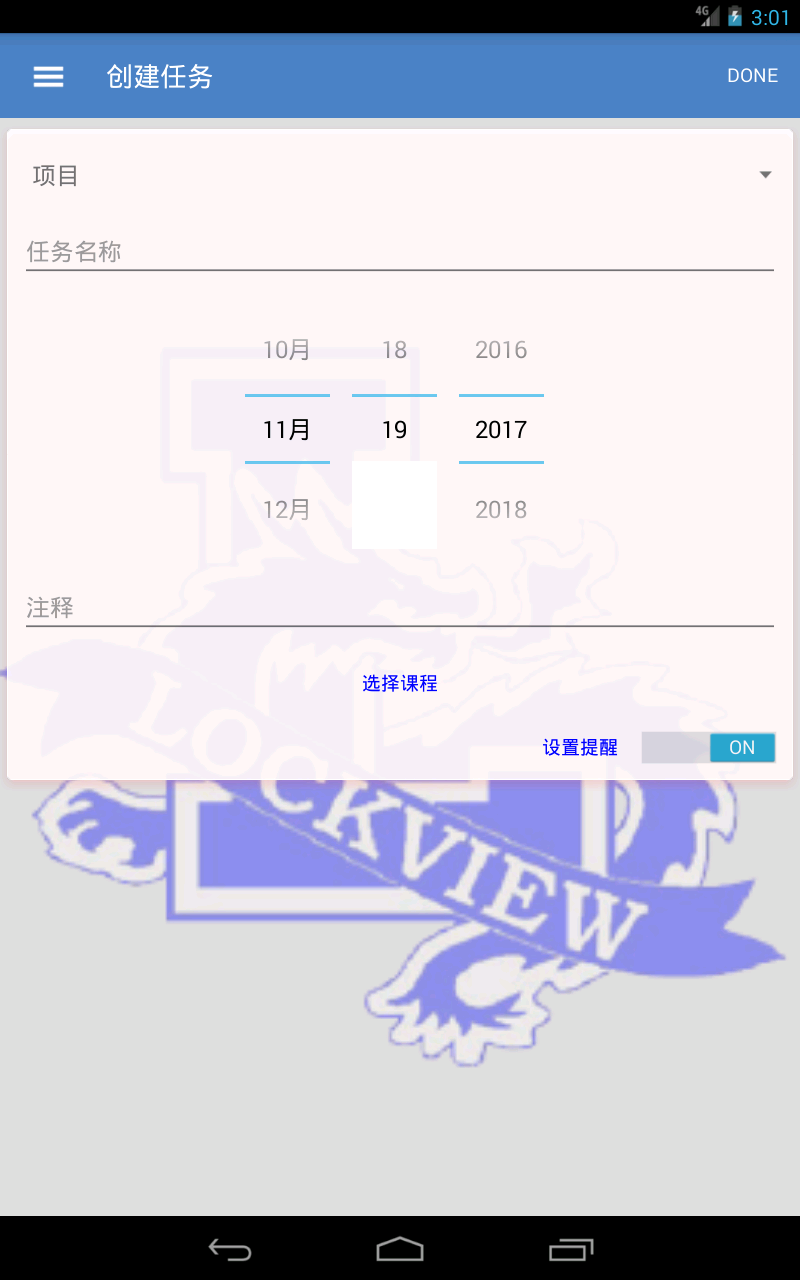 4G 3:01
创建任务 DONE
项目
任务名称
10月 18 2016
11月 19 2017
12月 2018
注释
选择课程
设置提醒 ON
LOCKVIEW